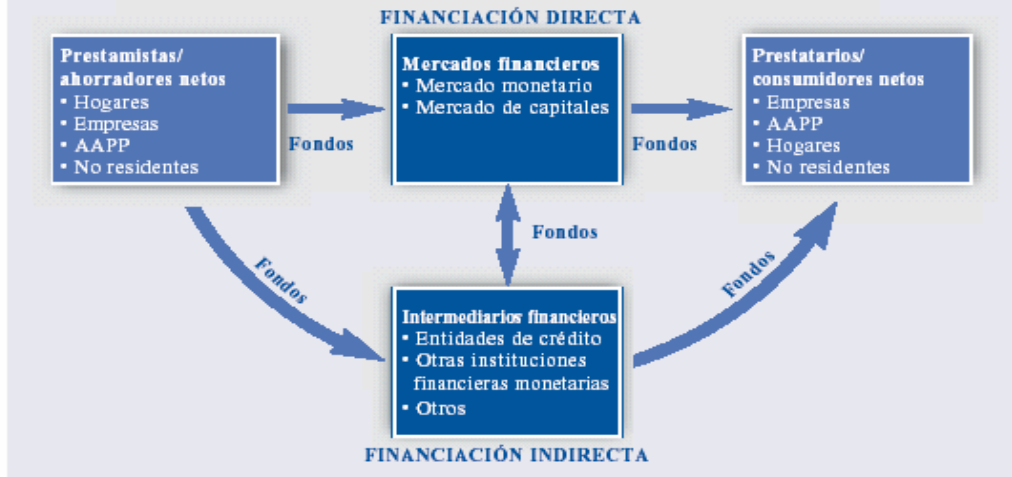 FINANCIACIÓN DIRECTA
Prestamistas/
ahorradores netos
• Hogares
• Empresas
• AAPP
• No residentes
Fondos
Mercados financieros
• Mercado monetario
• Mercado de capitales
Fondos
Prestatarios/
consumidores netos
• Empresas
• AAPP
• Hogares
• No residentes
Fondos
Fondos
Fondos
Intermediarios financieros
• Entidades de crédito
• Otras instituciones
financieras monetarias
• Otros
FINANCIACIÓN INDIRECTA